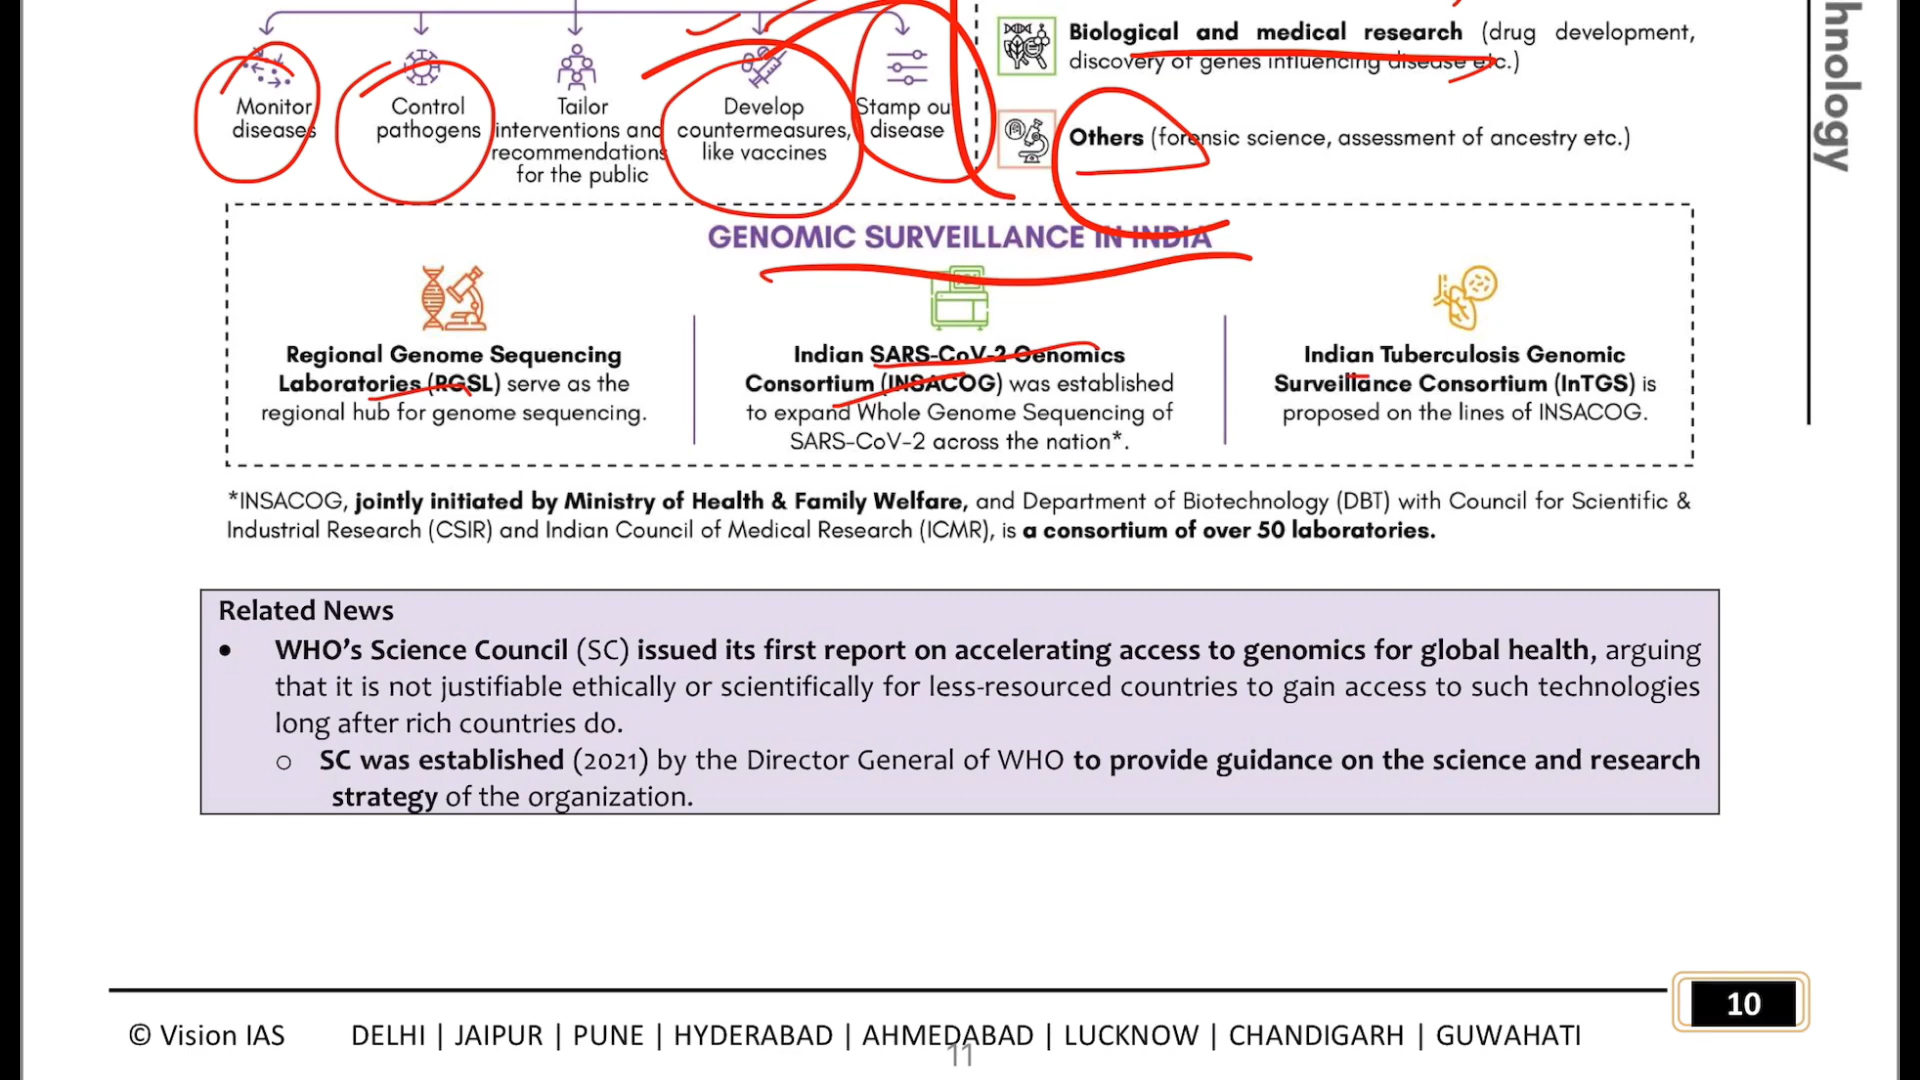 Biological and medical research (drug development,
discovery of genes influencing disease etc.)
Monitor
diseases
Control
pathogens
Tailor
interventions and
recommendations
for the public
Develop
countermeasures,
like vaccines
Stamp ou
disease
Others (forensic science, assessment of ancestry etc.)
hnology
GENOMIC SURVEILLANCE IN INDIA
Regional Genome Sequencing
Laboratories (RGSL) serve as the
regional hub for genome sequencing.
Indian SARS-CoV-2 Genomics
Consortium (INSACOG) was established
to expand Whole Genome Sequencing of
SARS-CoV-2 across the nation*.
Indian Tuberculosis Genomic
Surveillance Consortium (InTGS) is
proposed on the lines of INSACOG.
*INSACOG, jointly initiated by Ministry of Health & Family Welfare, and Department of Biotechnology (DBT) with Council for Scientific &
Industrial Research (CSIR) and Indian Council of Medical Research (ICMR), is a consortium of over 50 laboratories.
Related News
• WHO's Science Council (SC) issued its first report on accelerating access to genomics for global health, arguing
that it is not justifiable ethically or scientifically for less-resourced countries to gain access to such technologies
long after rich countries do.
o SC was established (2021) by the Director General of WHO to provide guidance on the science and research
strategy of the organization.
10
© Vision IAS DELHI | JAIPUR | PUNE | HYDERABAD | AHMEDABAD | LUCKNOW | CHANDIGARH | GUWAHATI
11